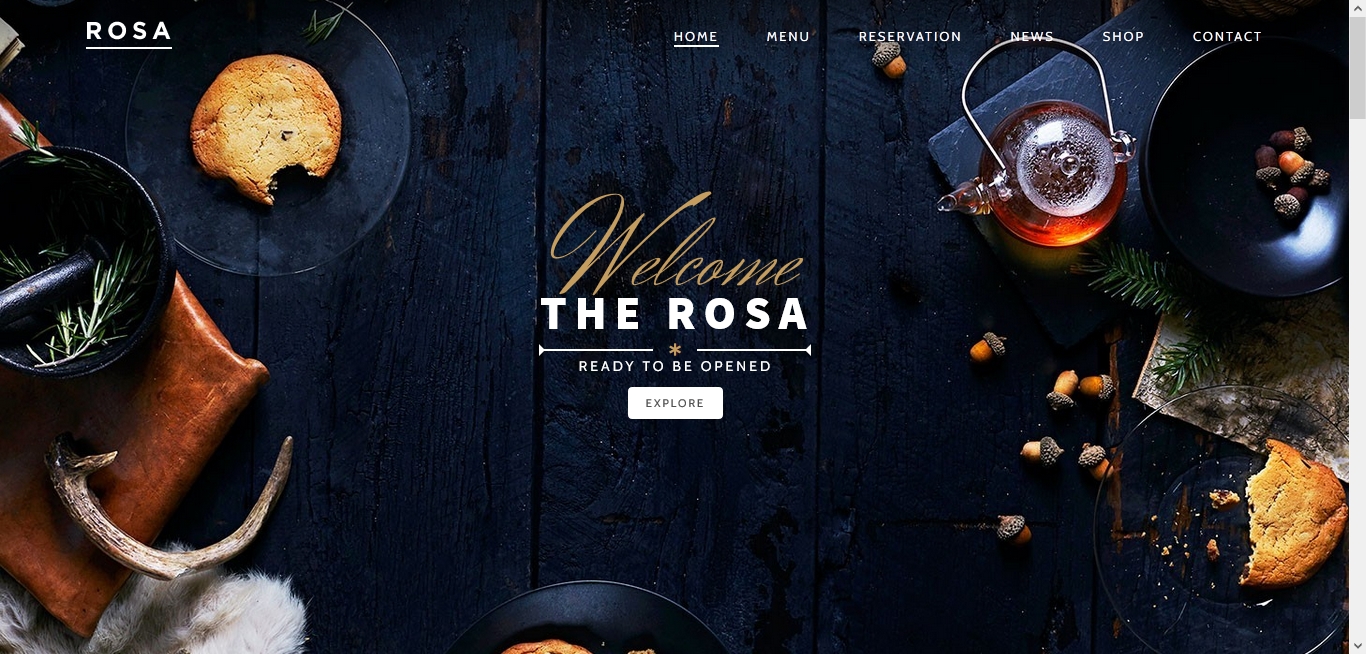 ROSA
HOME MENU RESERVATION NEWS SHOP CONTACT
Welcome
THE ROSA
READY TO BE OPENED
EXPLORE